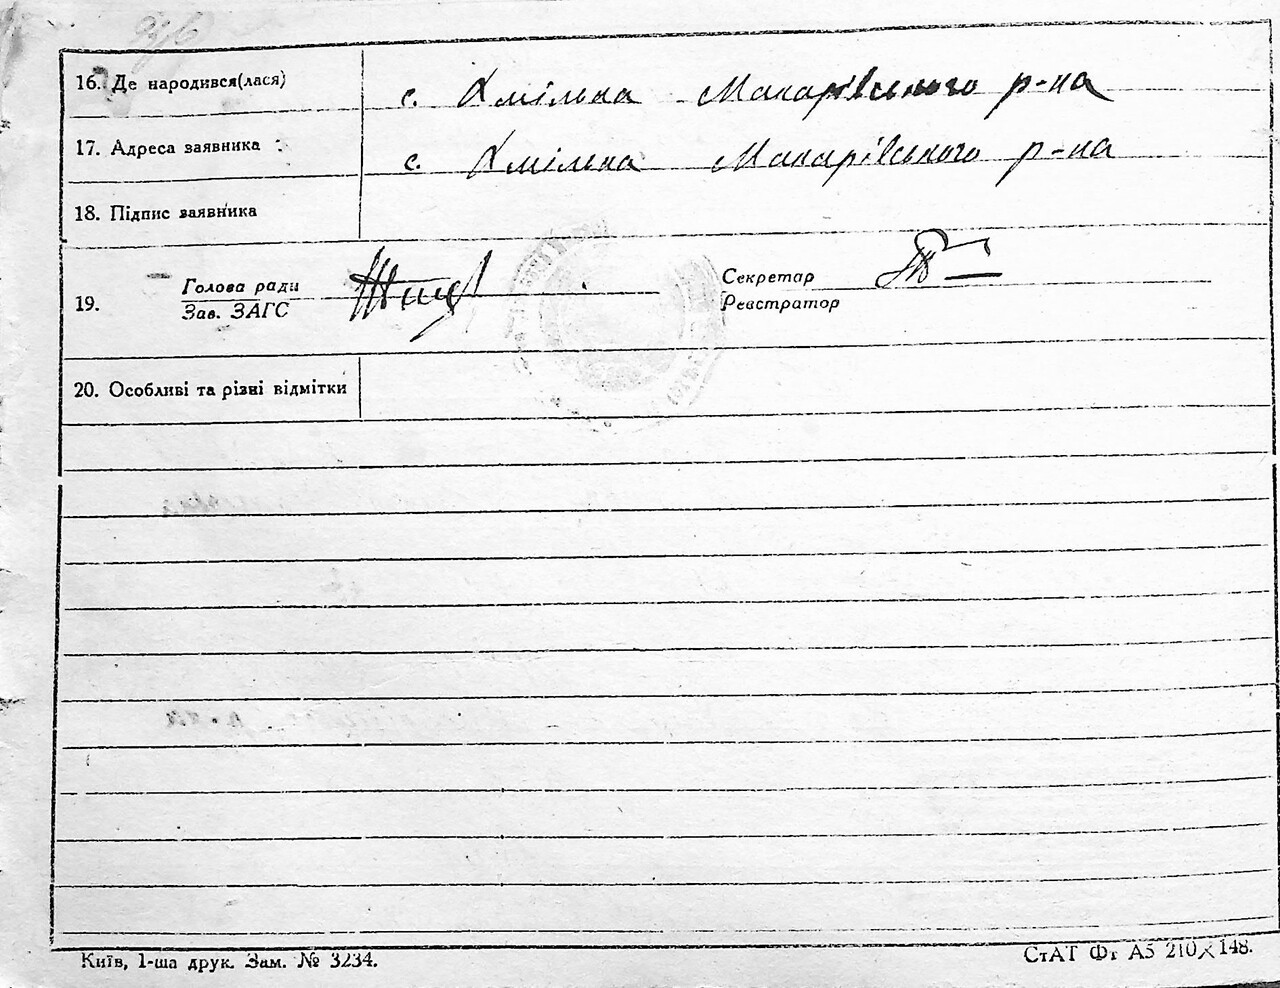 16. Де народився(лася) с. Хмільна Макарівського р-на
17. Адреса заявника с. Хмільна Макарівського р-на
18. Підпис заявника
19. Голова ради
Зав. ЗАГС
Секретар
Реєстратор
20. Особливі та різні відмітки
Київ, 1-ша друк. Зам. № 3234.
СтАТ Фт А5 210×148.